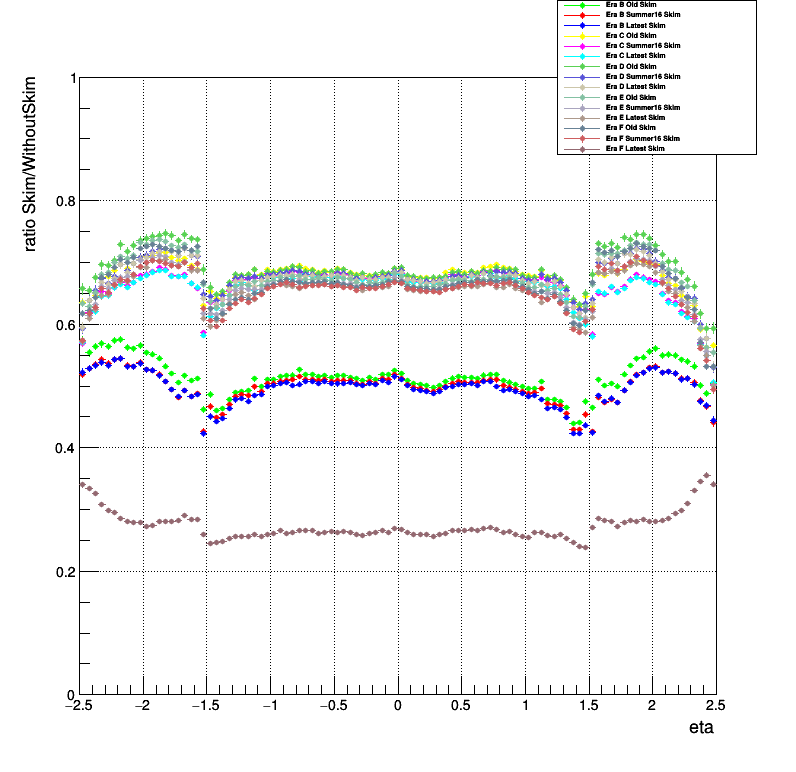 Era B Old Skim
Era B Summer16 Skim
Era B Latest Skim
Era C Old Skim
Era C Summer16 Skim
Era C Latest Skim
Era D Old Skim
Era D Summer16 Skim
Era D Latest Skim
Era E Old Skim
Era E Summer16 Skim
Era E Latest Skim
Era F Old Skim
Era F Summer16 Skim
Era F Latest Skim
ratio Skim/WithoutSkim
1
0.8
0.6
0.4
0.2
0
−2.5 −2 −1.5 −1 −0.5 0 0.5 1 1.5 2 2.5
eta